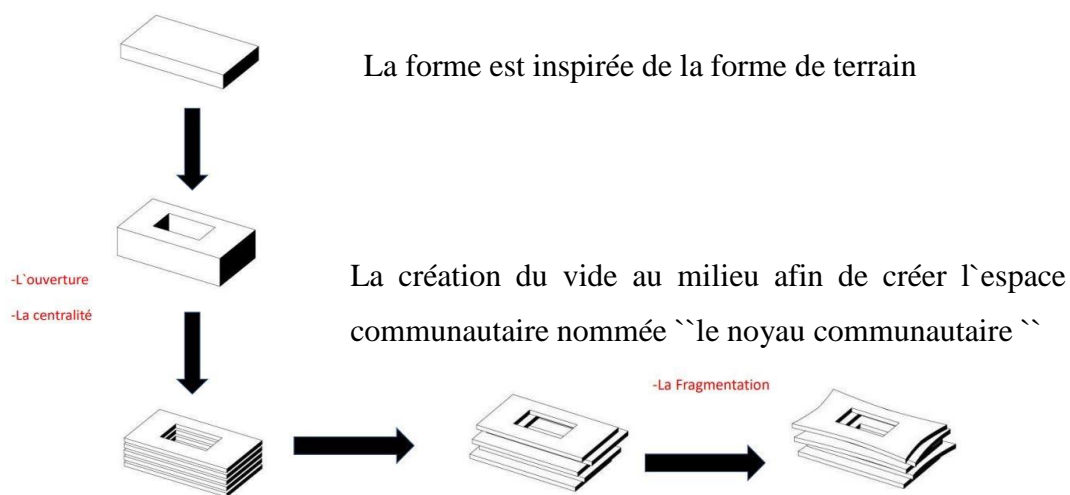 La forme est inspirée de la forme de terrain
-L`ouverture
-La centralité
La création du vide au milieu afin de créer l`espace
communautaire nommée ``le noyau communautaire ``
-La Fragmentation